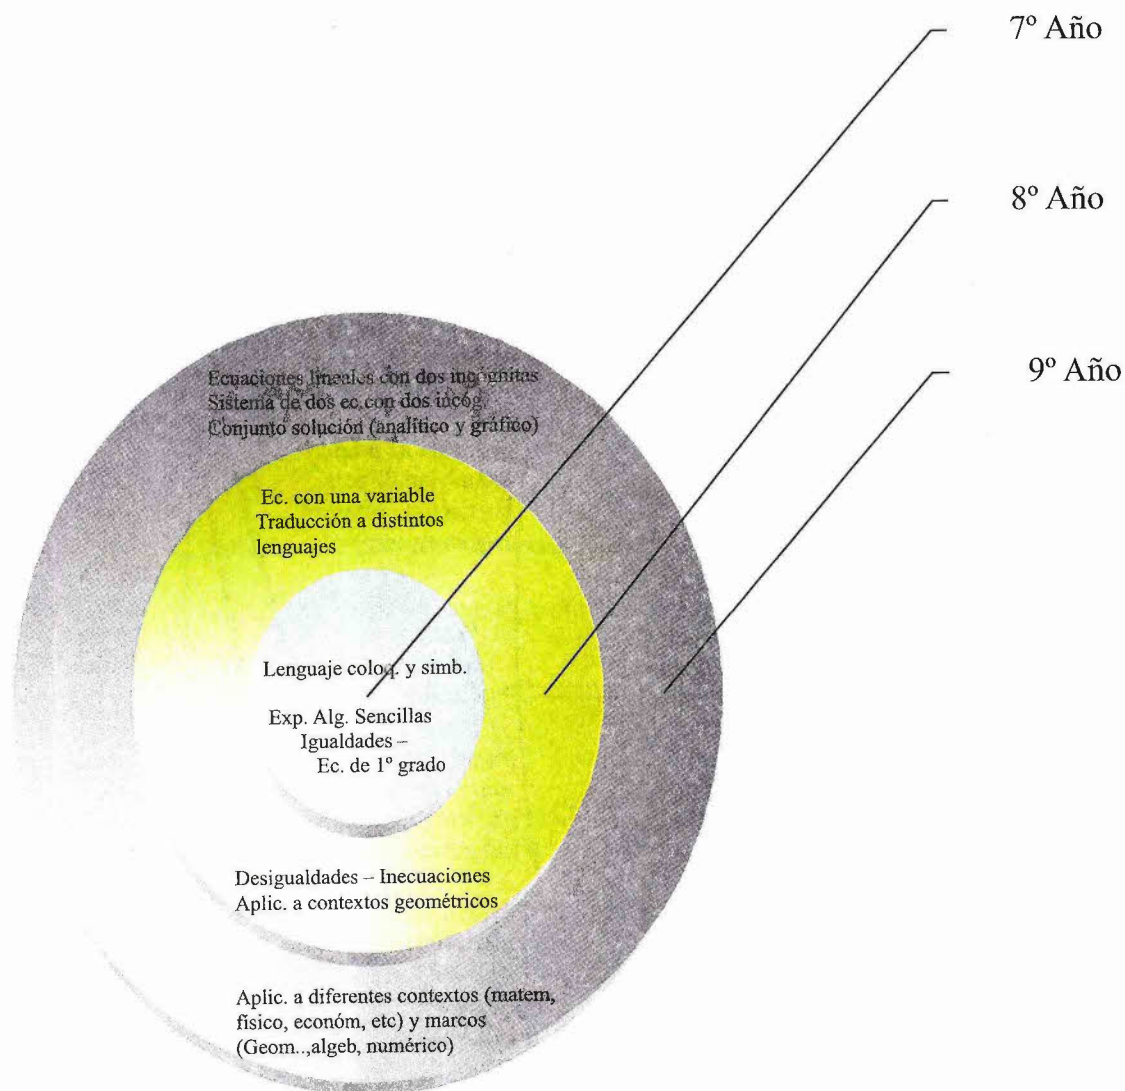 7º Año
8º Año
9º Año
Ecuaciones lineales con dos incógnitas
Sistema de dos ec.con dos incóg.
Conjunto solución (analítico y gráfico)
Ec. con una variable
Traducción a distintos
lenguajes
Lenguaje coloq. y simb.
Exp. Alg. Sencillas
Igualdades –
Ec. de 1º grado
Desigualdades – Inecuaciones
Aplic. a contextos geométricos
Aplic. a diferentes contextos (matem,
físico, económ, etc) y marcos
(Geom..,algeb, numérico)